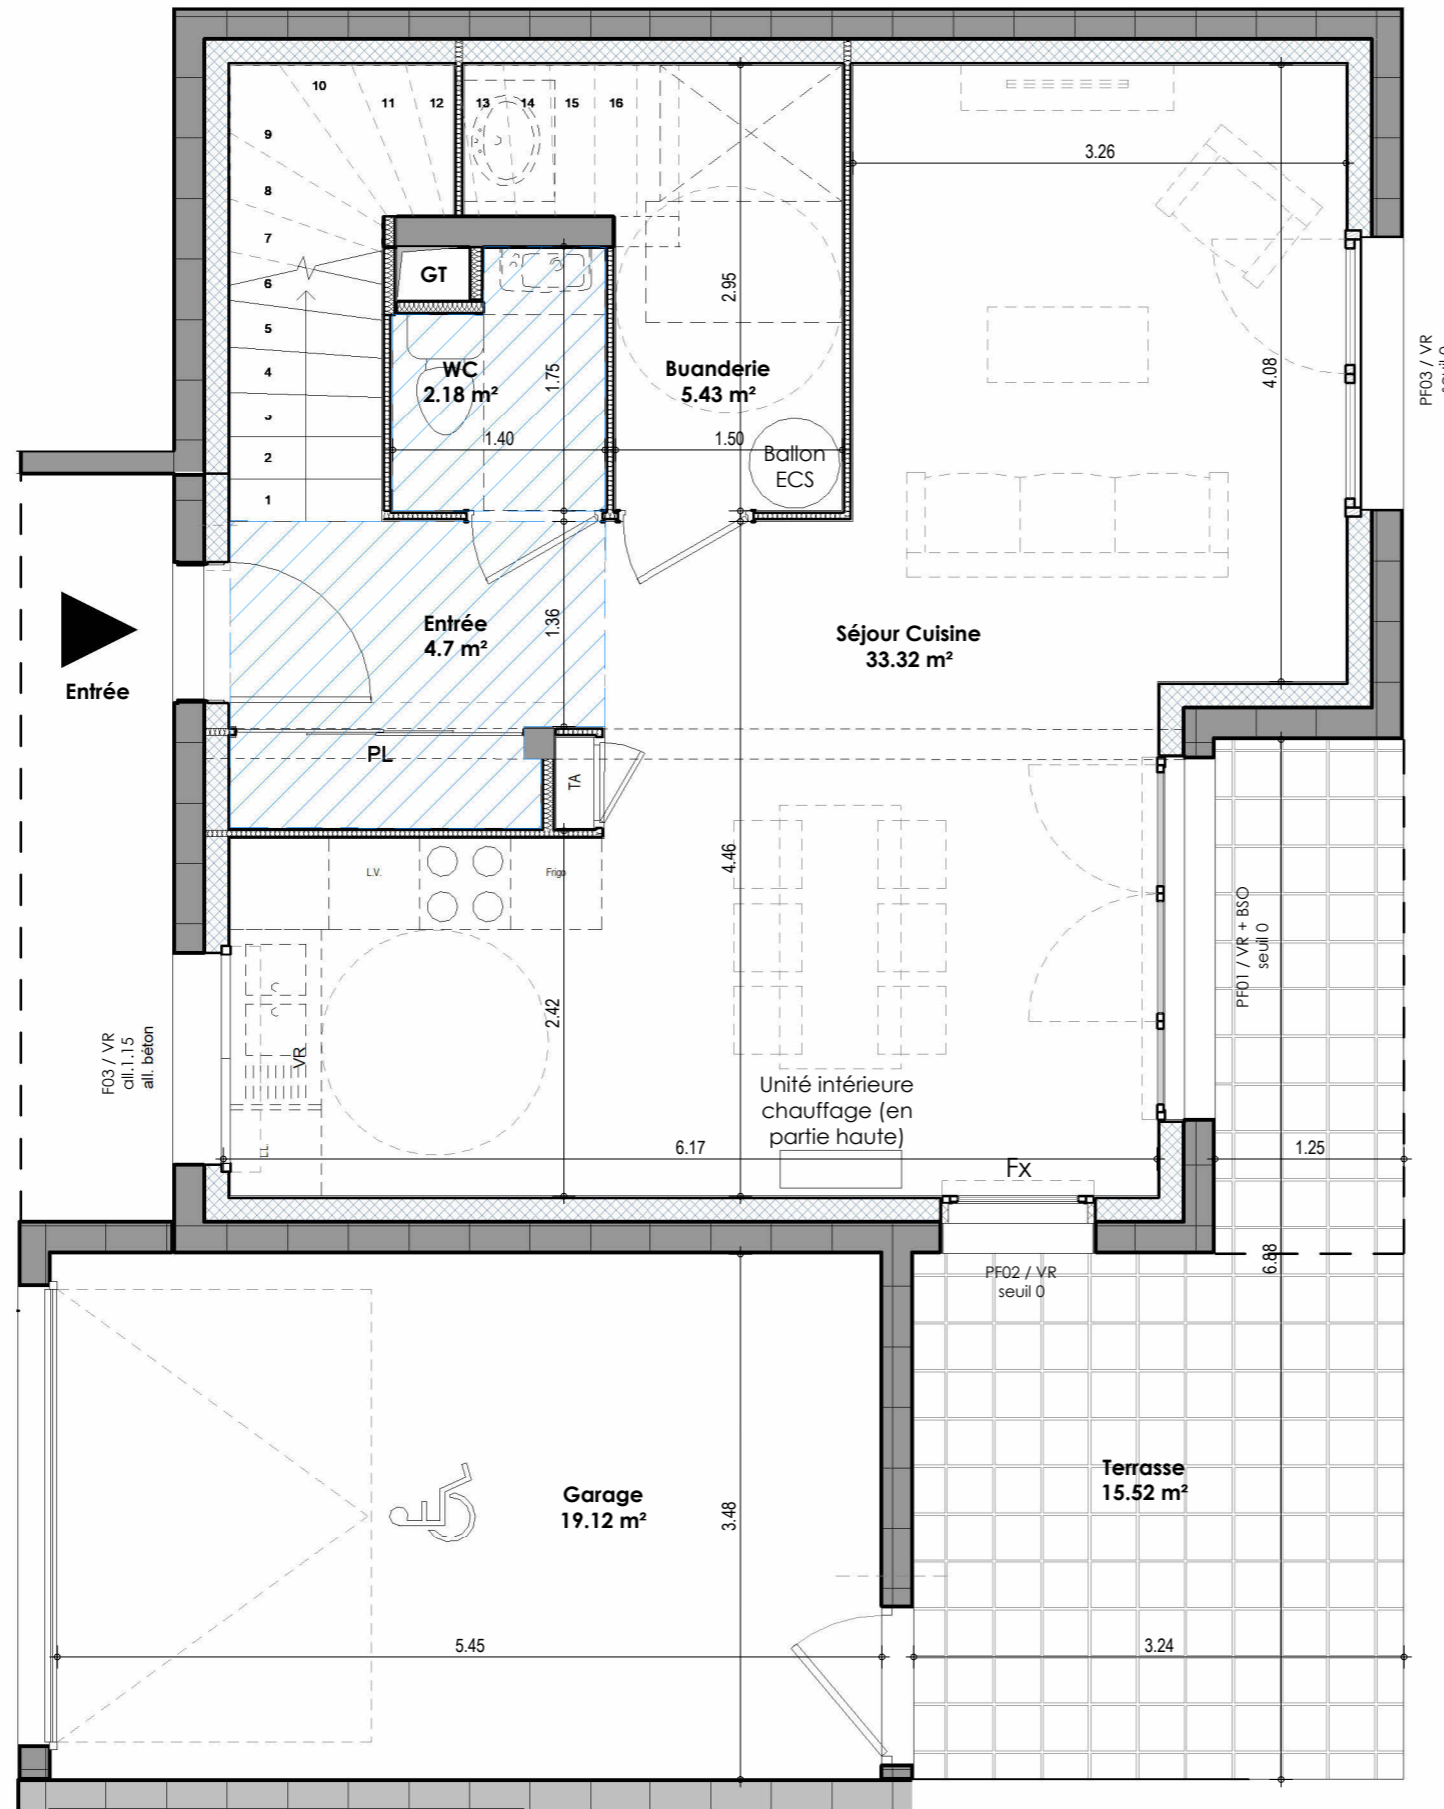 10
11
12
13
14
15
16
9
8
7
6
5
4
2
1
3.26
GT
2.95
WC
2.18 m²
1.75
Buanderie
5.43 m²
4.08
PF03 / VR
seuil 0
1.40
1.50
Ballon
ECS
Entrée
4.7 m²
1.36
Séjour Cuisine
33.32 m²
Entrée
PL
TA
L.V.
Frigo
4.46
PF01 / VR + BSO
seuil 0
2.42
VR
F03 / VR
all.1.15
all. béton
LL
Unité intérieure
chauffage (en
partie haute)
6.17
Fx
1.25
PF02 / VR
seuil 0
6.88
Garage
19.12 m²
3.48
Terrasse
15.52 m²
5.45
3.24